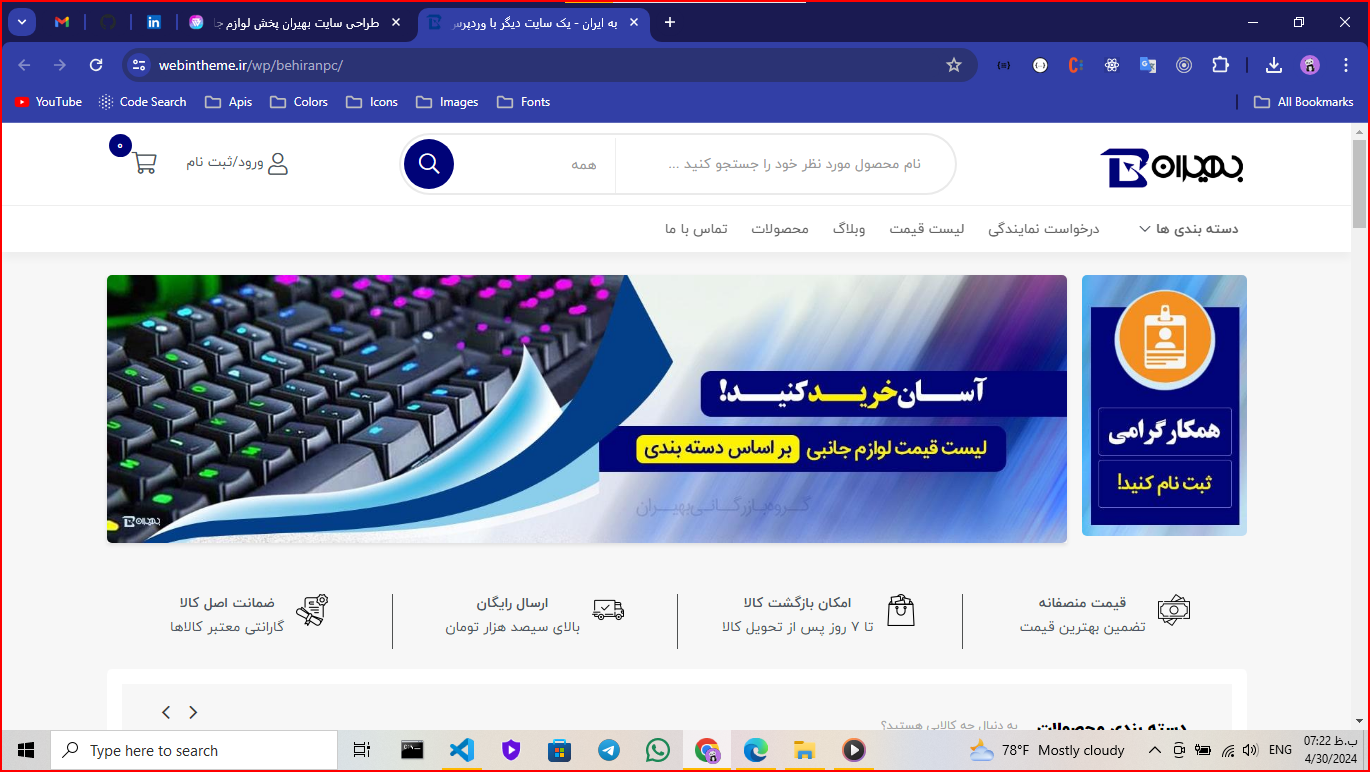 طراحی سایت بهیران پخش لوازم جا
به ایران - یک سایت دیگر با وردپرس
webintheme.ir/wp/behiranpc/
YouTube
Code Search
Apis
Colors
Icons
Images
Fonts
All Bookmarks
بهیران
نام محصول مورد نظر خود را جستجو کنید ...
همه
ورود/ثبت نام
۰
دسته بندی ها
درخواست نمایندگی
لیست قیمت
وبلاگ
محصولات
تماس با ما
همکار گرامی
ثبت نام کنید!
آســـان‌خریـــد‌کنیـــد!
لیست قیمت لوازم جانبی بر اساس دسته بندی
گـروه‌بـازرگـانـی‌بهیـران
بهیران
قیمت منصفانه
تضمین بهترین قیمت
امکان بازگشت کالا
تا ۷ روز پس از تحویل کالا
ارسال رایگان
بالای سیصد هزار تومان
ضمانت اصل کالا
گارانتی معتبر کالاها
دسته بندی محصولات
به دنبال چه کالایی هستید؟
Type here to search
78°F Mostly cloudy
ENG
07:22 ب.ظ
4/30/2024